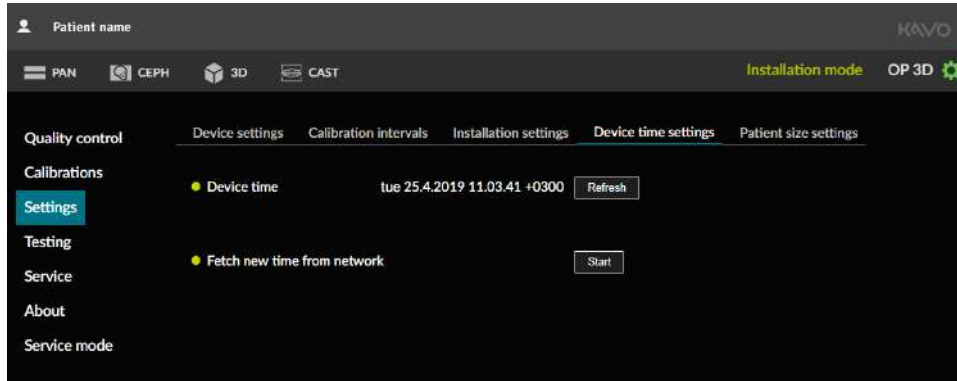 Patient name
KAVO
PAN CEPH 3D CAST Installation mode OP 3D
Quality control
Calibrations
Settings
Testing
Service
About
Service mode
Device settings Calibration intervals Installation settings Device time settings Patient size settings
Device time tue 25.4.2019 11.03.41 +0300 Refresh
Fetch new time from network Start